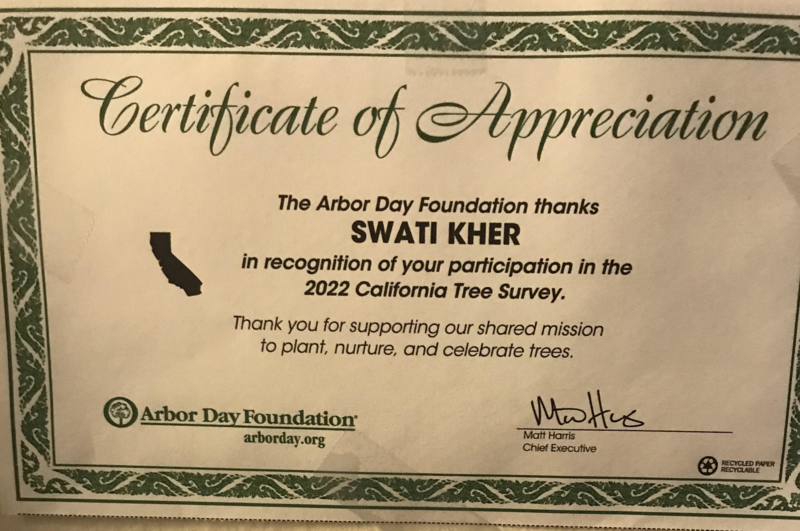 Certificate of Appreciation
The Arbor Day Foundation thanks
SWATI KHER
in recognition of your participation in the
2022 California Tree Survey.
Thank you for supporting our shared mission
to plant, nurture, and celebrate trees.
Arbor Day Foundation®
arborday.org
Matt Harris
Chief Executive
RECYCLED PAPER
RECYCLABLE